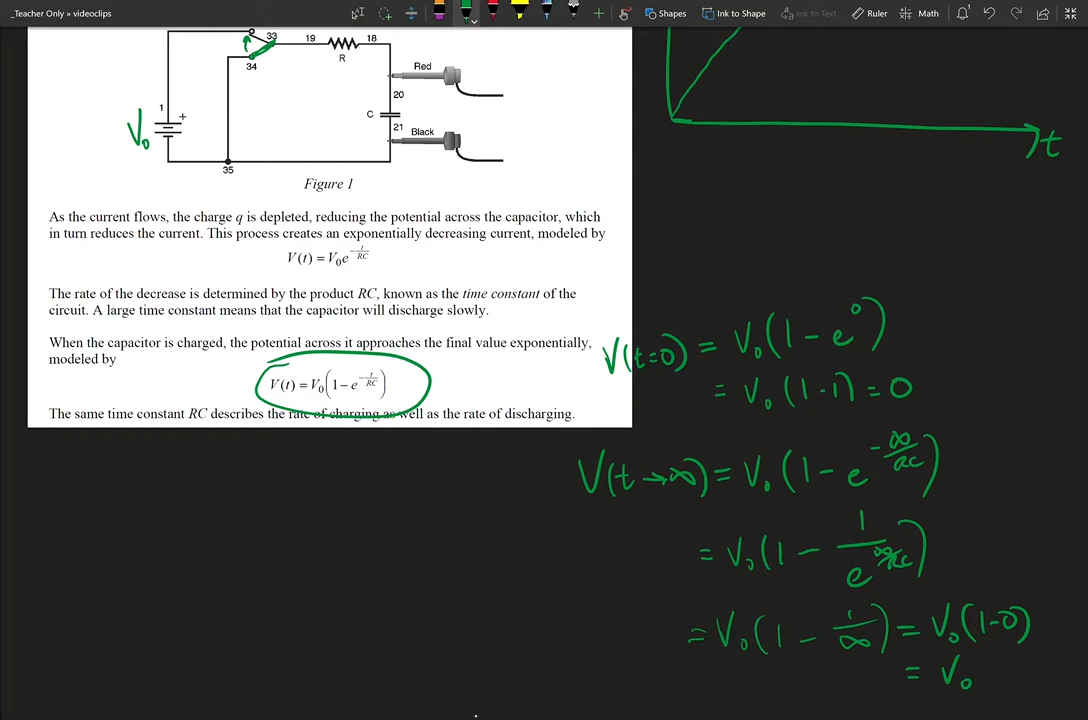 _Teacher Only » videoclips
Shapes
Ink to Shape
Ink to Text
Ruler
Math
33
19
18
R
34
Red
20
C
1
+
V₀
21
Black
35
Figure 1
As the current flows, the charge q is depleted, reducing the potential across the capacitor, which
in turn reduces the current. This process creates an exponentially decreasing current, modeled by
V(t) = V₀e^(-t/RC)
The rate of the decrease is determined by the product RC, known as the time constant of the
circuit. A large time constant means that the capacitor will discharge slowly.
When the capacitor is charged, the potential across it approaches the final value exponentially,
modeled by
V(t) = V₀(1 − e^(-t/RC))
The same time constant RC describes the rate of charging as well as the rate of discharging.
t
V(t=0) = V₀(1 − e⁰)
= V₀(1-1) = 0
V(t→∞) = V₀(1 − e^(-∞/RC))
= V₀(1 − 1/e^(∞/RC))
= V₀(1 − 1/∞) = V₀(1-0)
= V₀